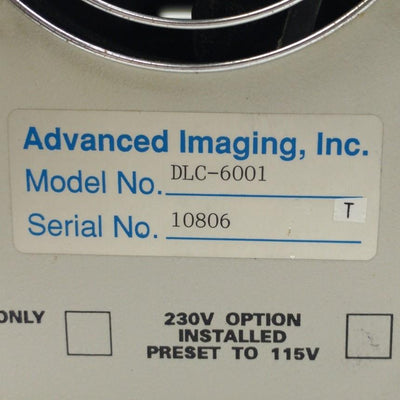 Advanced Imaging, Inc.
Model No. DLC-6001
T
Serial No. 10806
ONLY
230V OPTION
INSTALLED
PRESET TO 115V